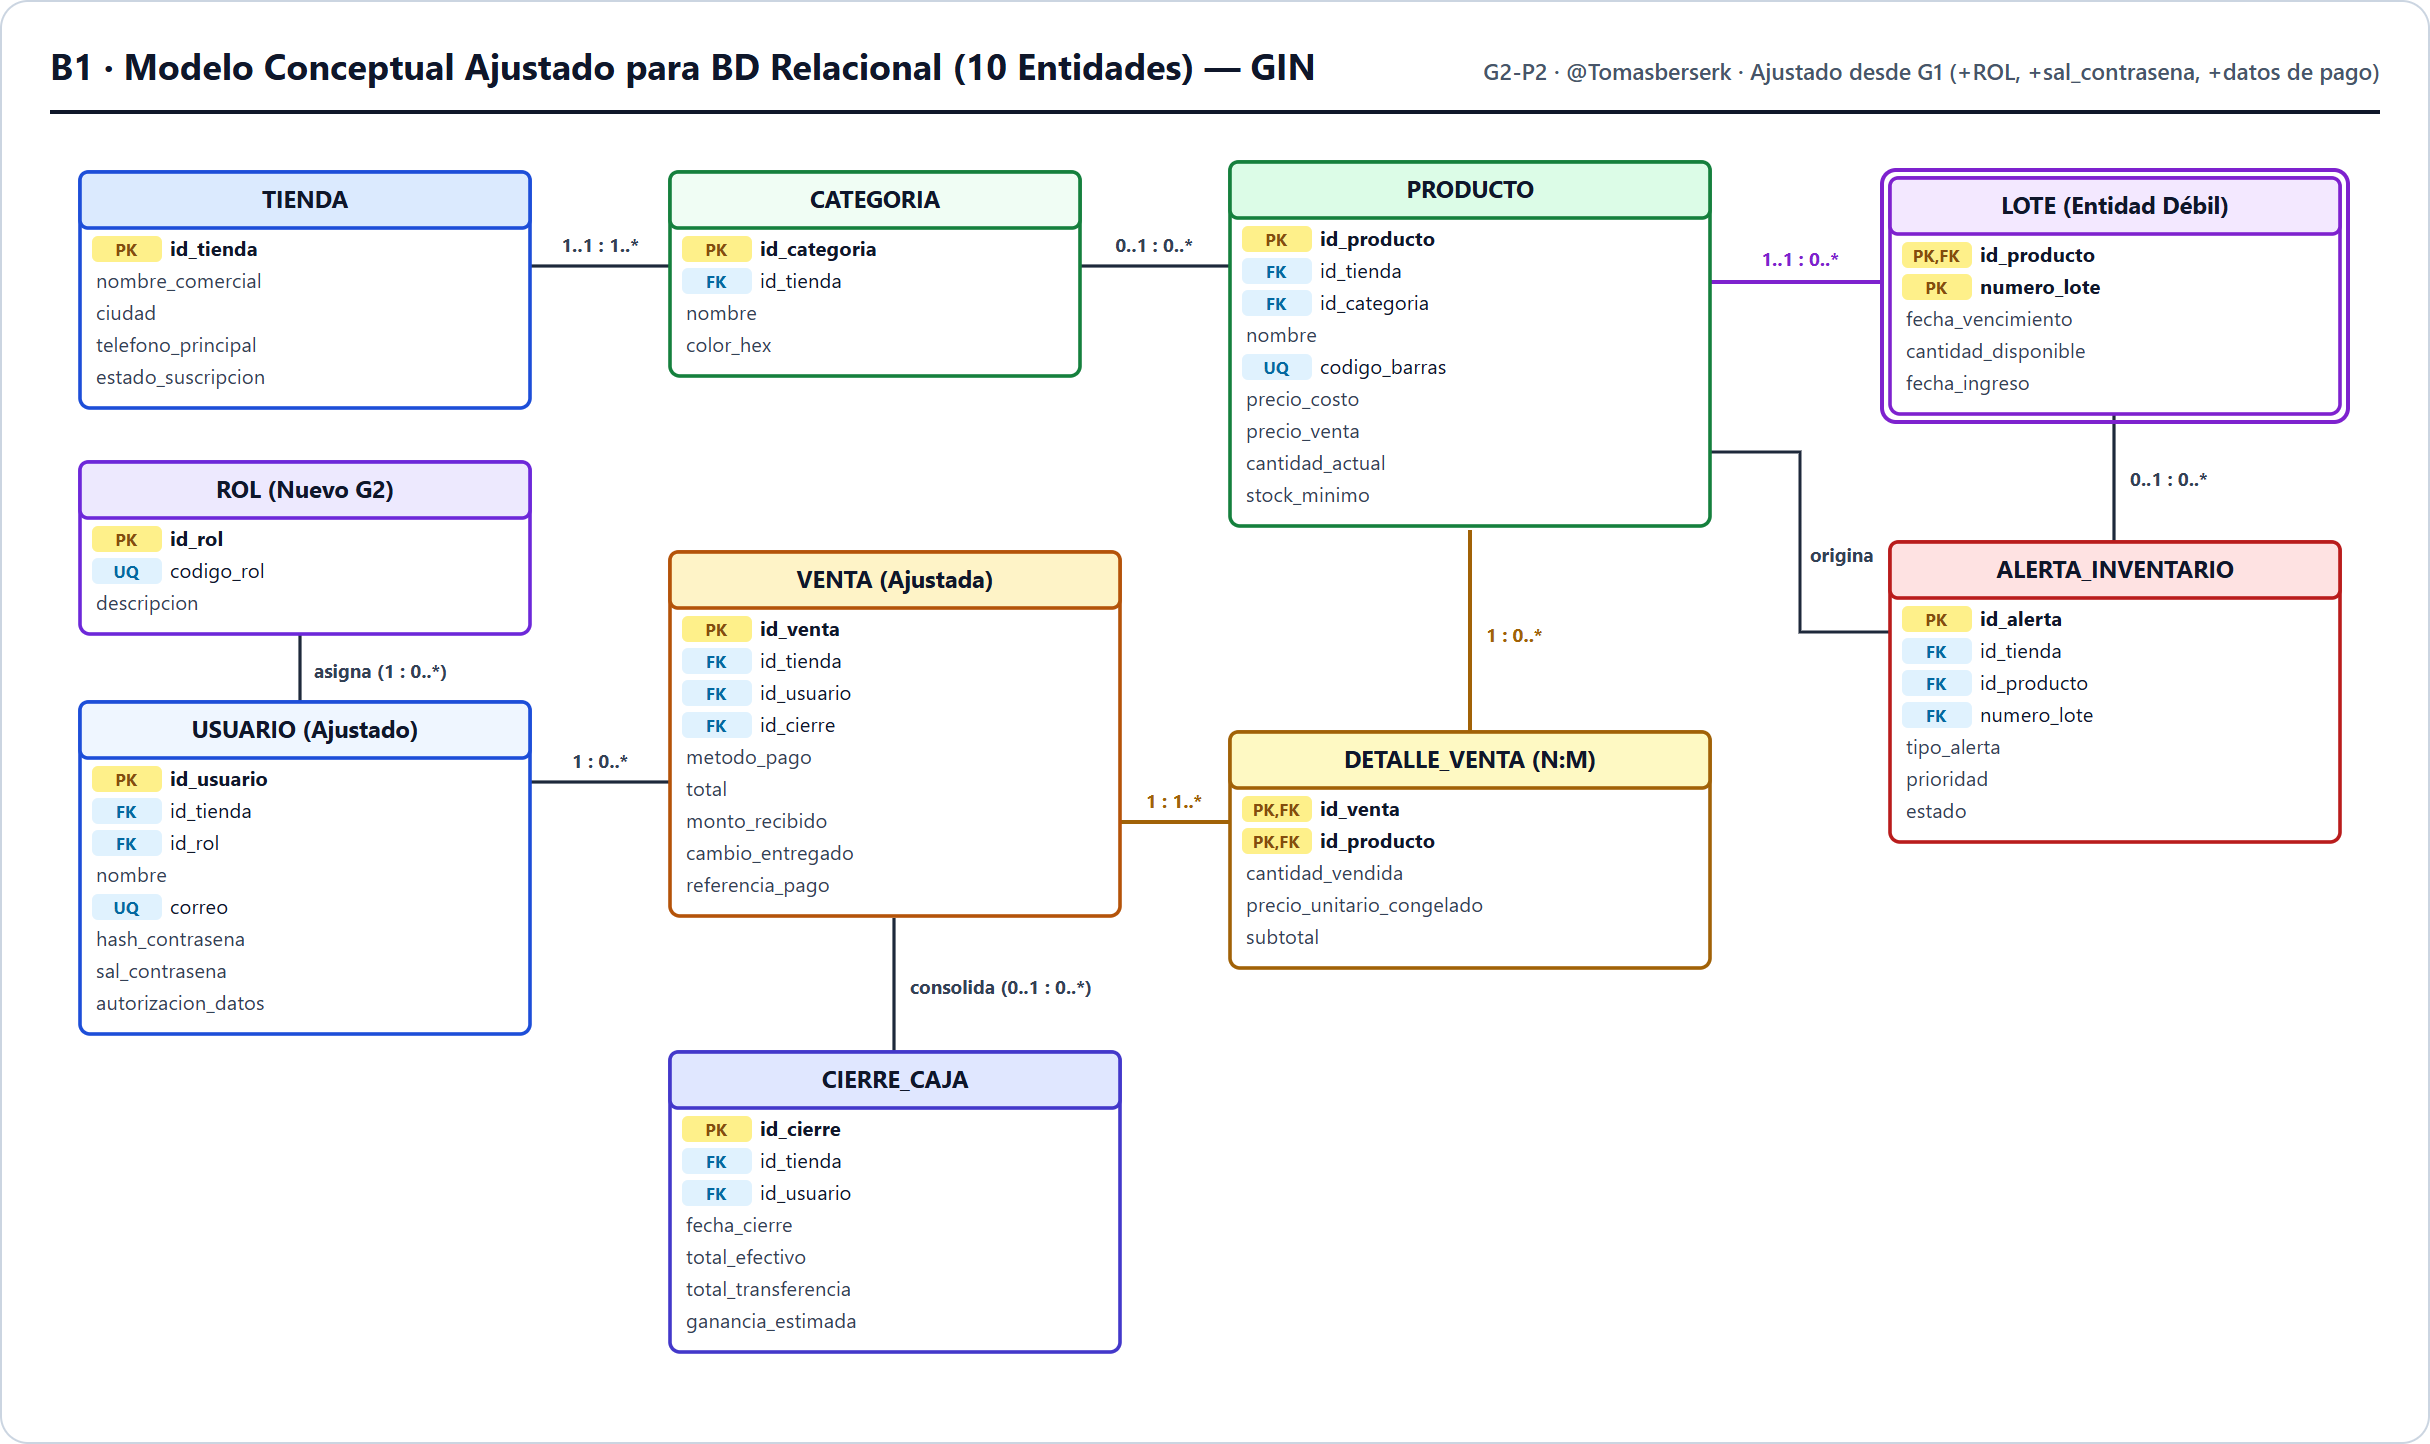 B1 · Modelo Conceptual Ajustado para BD Relacional (10 Entidades) — GIN
G2-P2 · @Tomasberserk · Ajustado desde G1 (+ROL, +sal_contrasena, +datos de pago)
TIENDA
PK id_tienda
nombre_comercial
ciudad
telefono_principal
estado_suscripcion
1..1 : 1..*
CATEGORIA
PK id_categoria
FK id_tienda
nombre
color_hex
0..1 : 0..*
PRODUCTO
PK id_producto
FK id_tienda
FK id_categoria
nombre
UQ codigo_barras
precio_costo
precio_venta
cantidad_actual
stock_minimo
1..1 : 0..*
LOTE (Entidad Débil)
PK,FK id_producto
PK numero_lote
fecha_vencimiento
cantidad_disponible
fecha_ingreso
0..1 : 0..*
ROL (Nuevo G2)
PK id_rol
UQ codigo_rol
descripcion
asigna (1 : 0..*)
USUARIO (Ajustado)
PK id_usuario
FK id_tienda
FK id_rol
nombre
UQ correo
hash_contrasena
sal_contrasena
autorizacion_datos
1 : 0..*
VENTA (Ajustada)
PK id_venta
FK id_tienda
FK id_usuario
FK id_cierre
metodo_pago
total
monto_recibido
cambio_entregado
referencia_pago
1 : 1..*
1 : 0..*
DETALLE_VENTA (N:M)
PK,FK id_venta
PK,FK id_producto
cantidad_vendida
precio_unitario_congelado
subtotal
origina
ALERTA_INVENTARIO
PK id_alerta
FK id_tienda
FK id_producto
FK numero_lote
tipo_alerta
prioridad
estado
consolida (0..1 : 0..*)
CIERRE_CAJA
PK id_cierre
FK id_tienda
FK id_usuario
fecha_cierre
total_efectivo
total_transferencia
ganancia_estimada